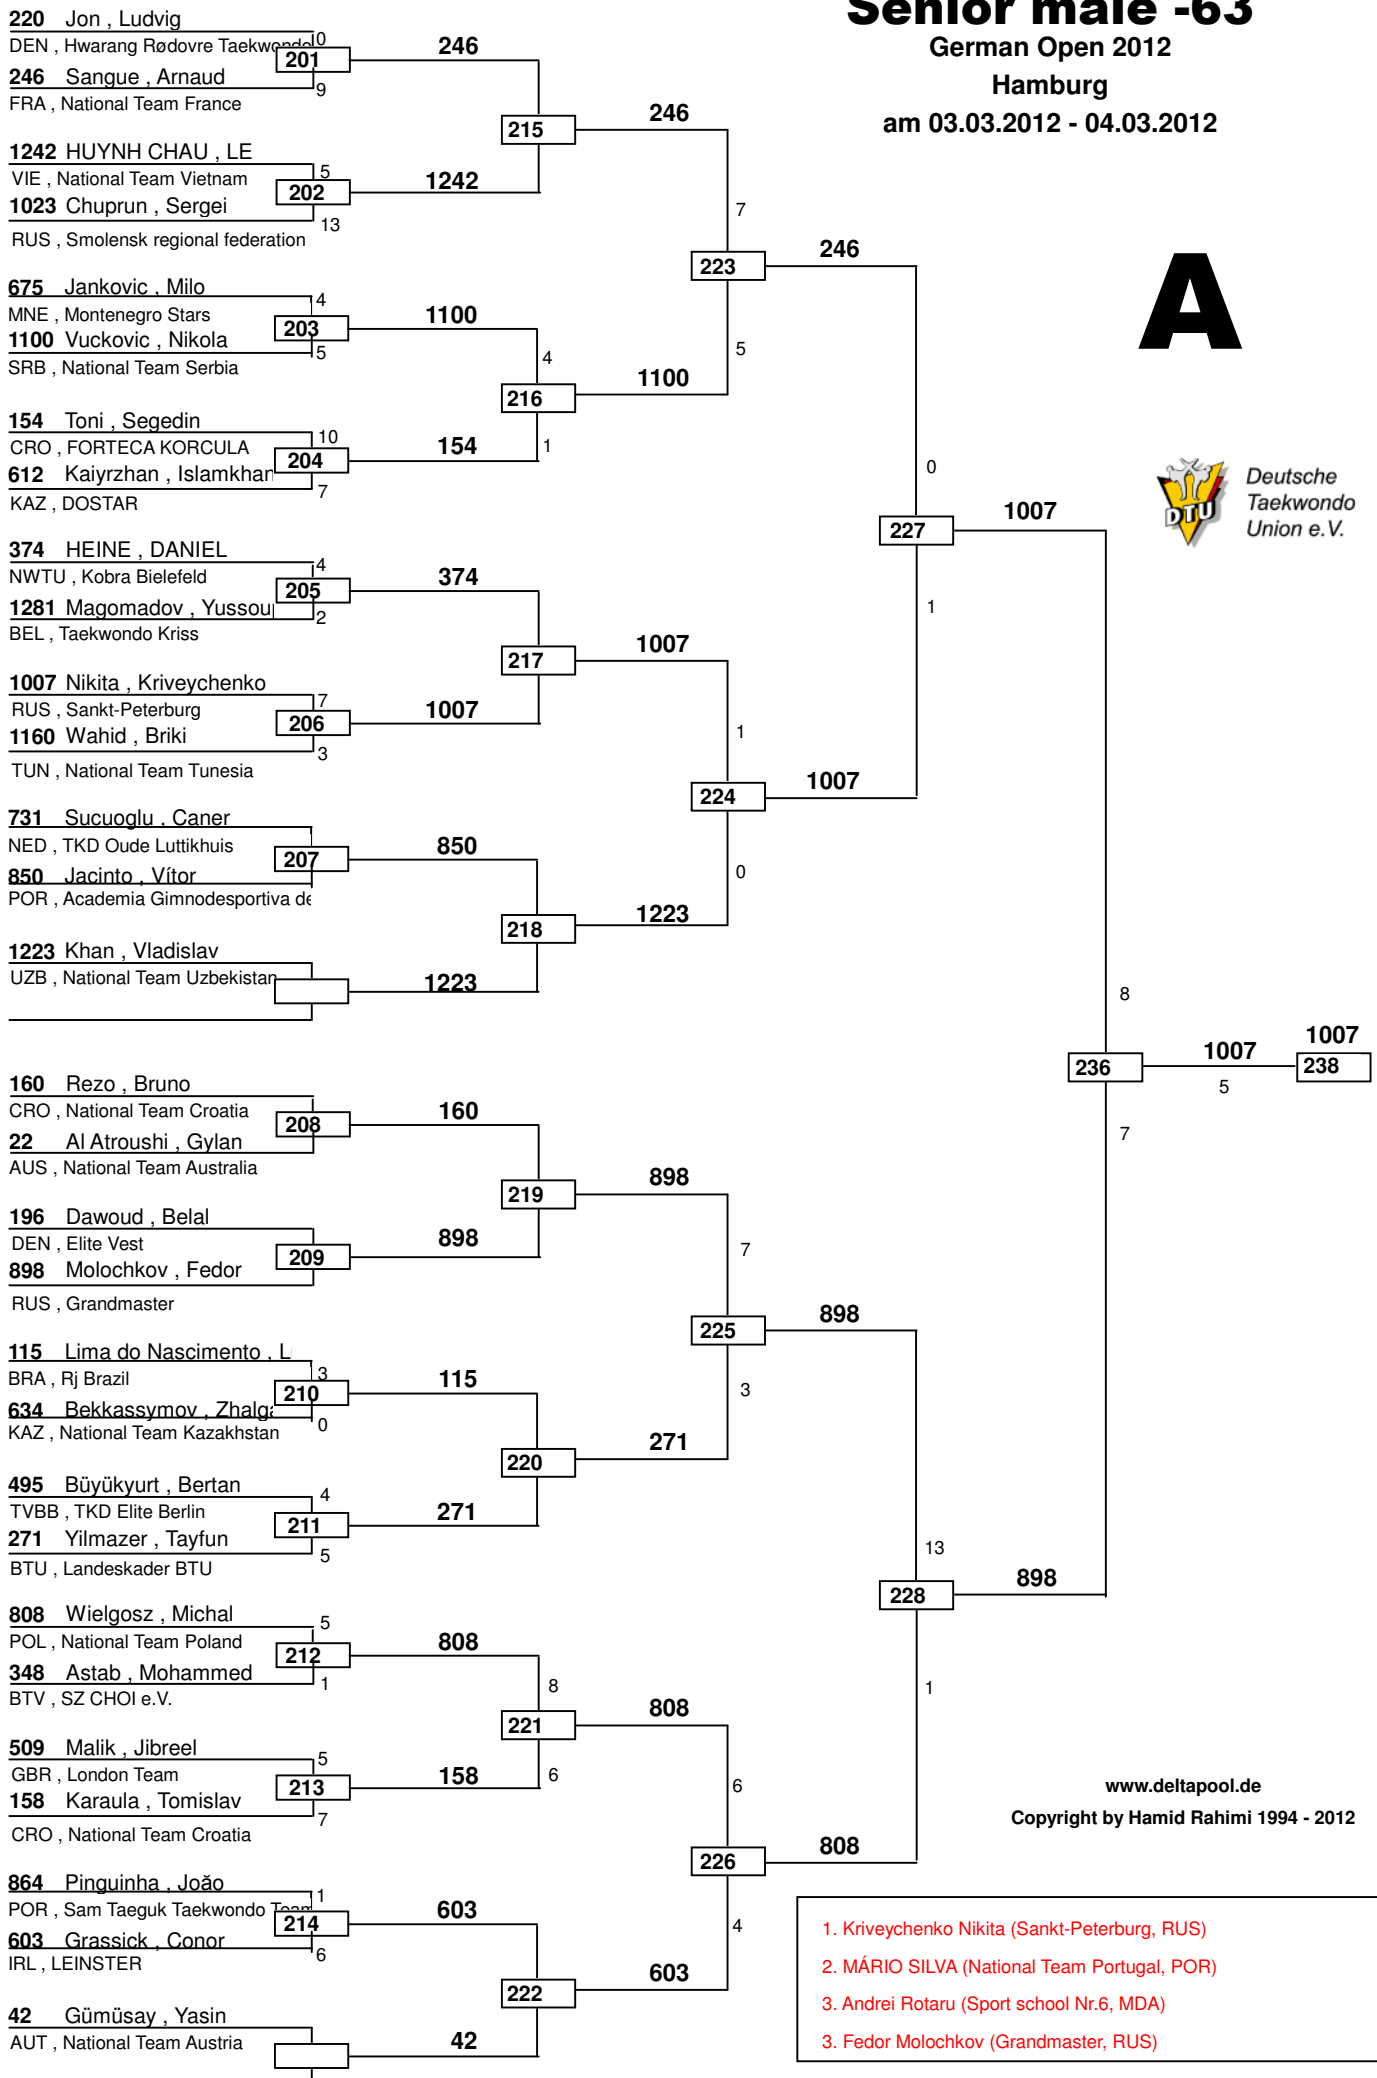 Senior male -63
German Open 2012
Hamburg
am 03.03.2012 - 04.03.2012
A
Deutsche
Taekwondo
Union e.V.
DTU
220 Jon , Ludvig
0
DEN , Hwarang Rødovre Taekwondo
201
246
246 Sangue , Arnaud
9
FRA , National Team France
215
246
1242 HUYNH CHAU , LE
5
VIE , National Team Vietnam
202
1242
1023 Chuprun , Sergei
13
RUS , Smolensk regional federation
7
223
246
675 Jankovic , Milo
4
MNE , Montenegro Stars
203
1100
1100 Vuckovic , Nikola
5
SRB , National Team Serbia
4
5
216
1100
154 Toni , Segedin
10
CRO , FORTECA KORCULA
204
154
1
612 Kaiyrzhan , Islamkhan
7
KAZ , DOSTAR
0
227
1007
374 HEINE , DANIEL
4
NWTU , Kobra Bielefeld
205
374
1281 Magomadov , Yussou
2
BEL , Taekwondo Kriss
1
217
1007
1007 Nikita , Kriveychenko
7
RUS , Sankt-Peterburg
206
1007
1160 Wahid , Briki
3
TUN , National Team Tunesia
1
224
1007
731 Sucuoglu , Caner
NED , TKD Oude Luttikhuis
207
850
850 Jacinto , Vítor
POR , Academia Gimnodesportiva de
0
218
1223
1223 Khan , Vladislav
UZB , National Team Uzbekistan
1223
8
236
1007
5
1007
238
7
160 Rezo , Bruno
CRO , National Team Croatia
208
160
22 Al Atroushi , Gylan
AUS , National Team Australia
219
898
196 Dawoud , Belal
DEN , Elite Vest
209
898
898 Molochkov , Fedor
RUS , Grandmaster
7
225
898
115 Lima do Nascimento , L
3
BRA , Rj Brazil
210
115
634 Bekkassymov , Zhalga
0
KAZ , National Team Kazakhstan
3
220
271
495 Büyükyurt , Bertan
4
TVBB , TKD Elite Berlin
211
271
271 Yilmazer , Tayfun
5
BTU , Landeskader BTU
13
228
898
808 Wielgosz , Michal
5
POL , National Team Poland
212
808
348 Astab , Mohammed
1
BTV , SZ CHOI e.V.
8
1
221
808
509 Malik , Jibreel
5
GBR , London Team
213
158
6
158 Karaula , Tomislav
7
CRO , National Team Croatia
6
226
808
864 Pinguinha , João
1
POR , Sam Taeguk Taekwondo Team
214
603
603 Grassick , Conor
6
IRL , LEINSTER
4
222
603
42 Gümüsay , Yasin
AUT , National Team Austria
42
www.deltapool.de
Copyright by Hamid Rahimi 1994 - 2012
1. Kriveychenko Nikita (Sankt-Peterburg, RUS)
2. MÁRIO SILVA (National Team Portugal, POR)
3. Andrei Rotaru (Sport school Nr.6, MDA)
3. Fedor Molochkov (Grandmaster, RUS)